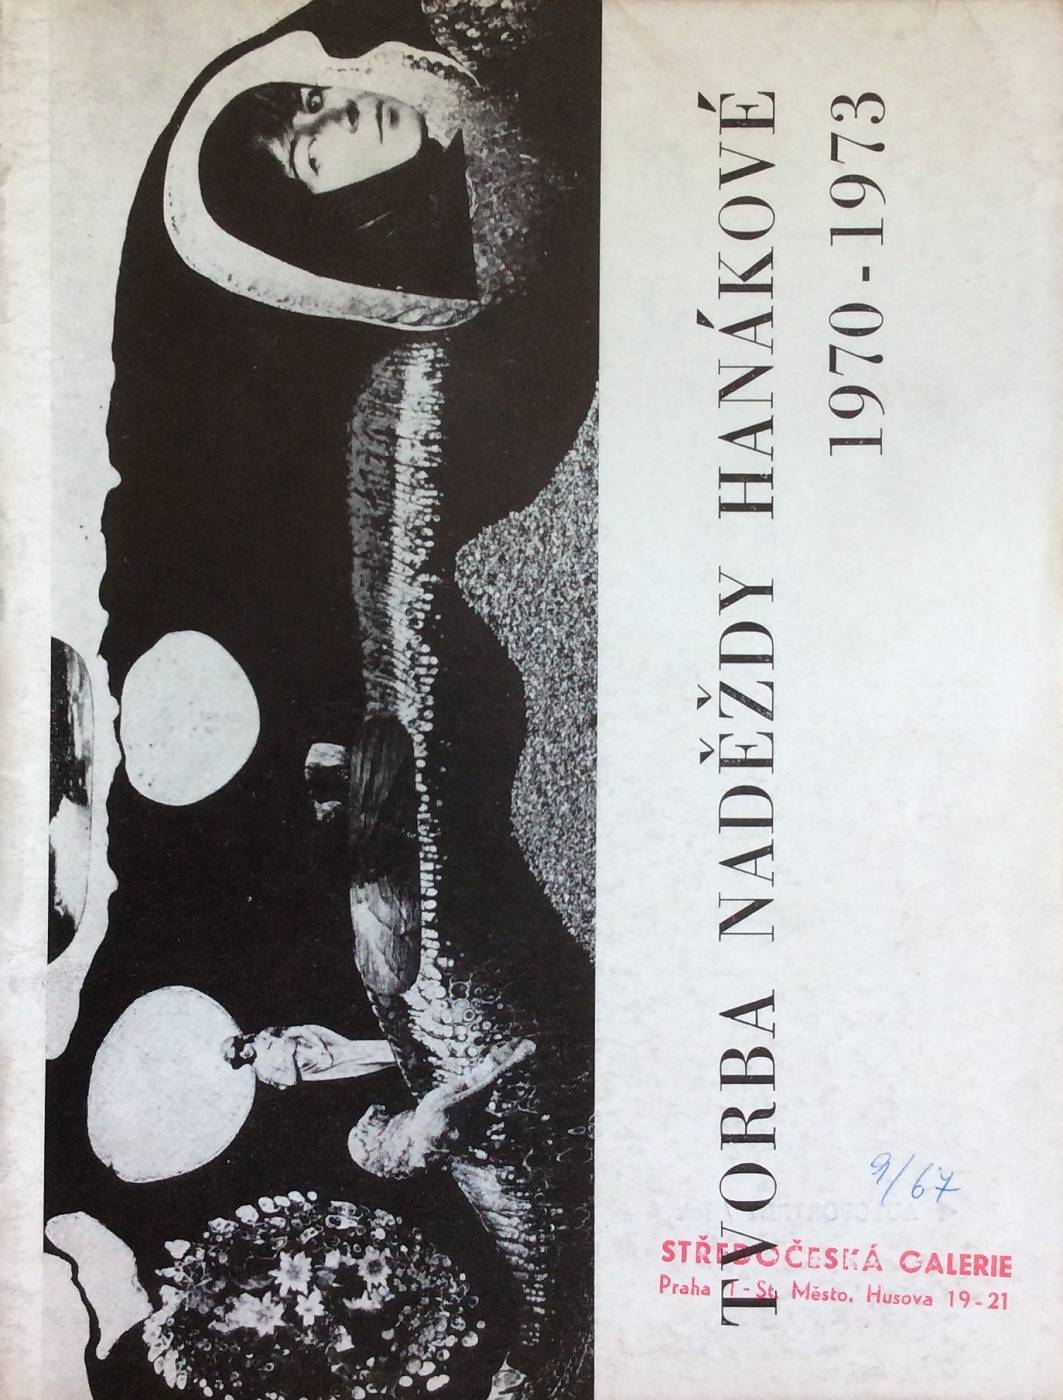 TVORBA NADĚŽDY HANÁKOVÉ
1970 - 1973
9/67
STŘEDOČESKÁ GALERIE
Praha 1 - St. Město, Husova 19-21